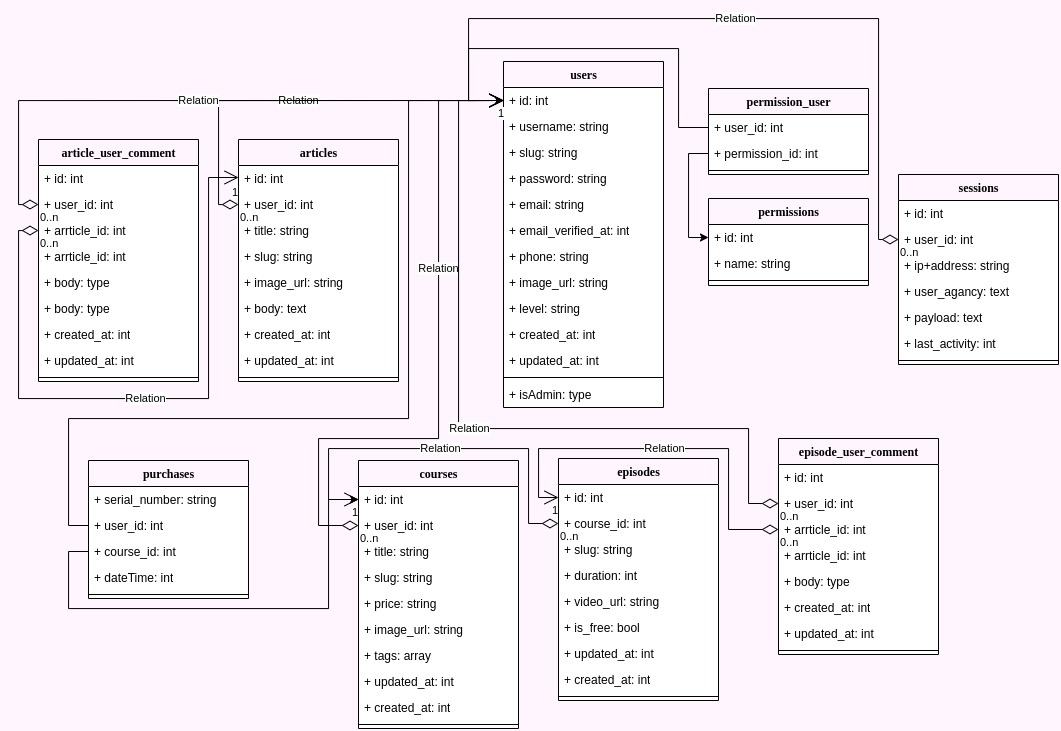 Relation
users
+ id: int
1
+ username: string
+ slug: string
+ password: string
+ email: string
+ email_verified_at: int
+ phone: string
+ image_url: string
+ level: string
+ created_at: int
+ updated_at: int
+ isAdmin: type
permission_user
+ user_id: int
+ permission_id: int
permissions
+ id: int
+ name: string
sessions
+ id: int
+ user_id: int
0..n
+ ip+address: string
+ user_agancy: text
+ payload: text
+ last_activity: int
Relation
Relation
article_user_comment
+ id: int
+ user_id: int
0..n
+ arrticle_id: int
0..n
+ arrticle_id: int
+ body: type
+ body: type
+ created_at: int
+ updated_at: int
Relation
articles
+ id: int
1
+ user_id: int
0..n
+ title: string
+ slug: string
+ image_url: string
+ body: text
+ created_at: int
+ updated_at: int
Relation
purchases
+ serial_number: string
+ user_id: int
+ course_id: int
+ dateTime: int
Relation
Relation
courses
+ id: int
1
+ user_id: int
0..n
+ title: string
+ slug: string
+ price: string
+ image_url: string
+ tags: array
+ updated_at: int
+ created_at: int
Relation
episodes
+ id: int
1
+ course_id: int
0..n
+ slug: string
+ duration: int
+ video_url: string
+ is_free: bool
+ updated_at: int
+ created_at: int
episode_user_comment
+ id: int
+ user_id: int
0..n
+ arrticle_id: int
0..n
+ arrticle_id: int
+ body: type
+ created_at: int
+ updated_at: int